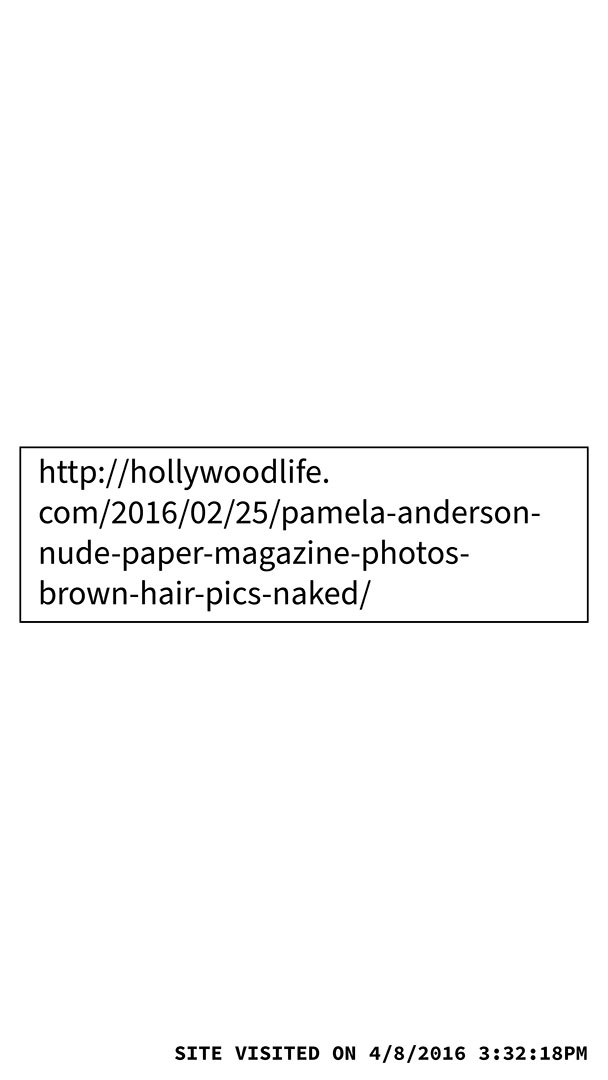 http://hollywoodlife.
com/2016/02/25/pamela-anderson-
nude-paper-magazine-photos-
brown-hair-pics-naked/
SITE VISITED ON 4/8/2016 3:32:18PM